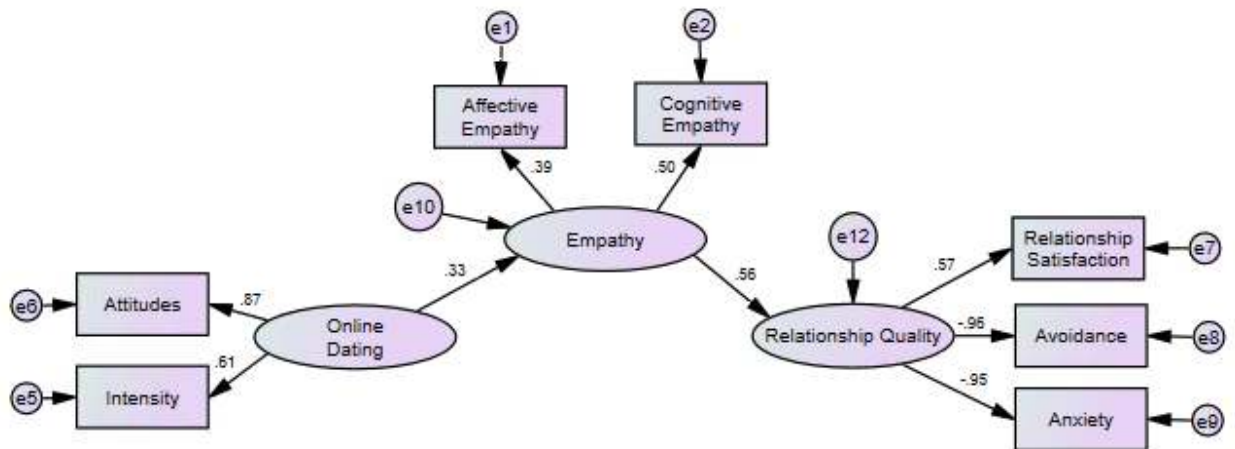 e1
e2
Affective
Empathy
Cognitive
Empathy
.39
.50
e10
Empathy
e12
Relationship
Satisfaction
e7
.33
.56
.57
e6
Attitudes
.87
Online
Dating
Relationship Quality
-.96
Avoidance
e8
.61
e5
Intensity
-.95
Anxiety
e9